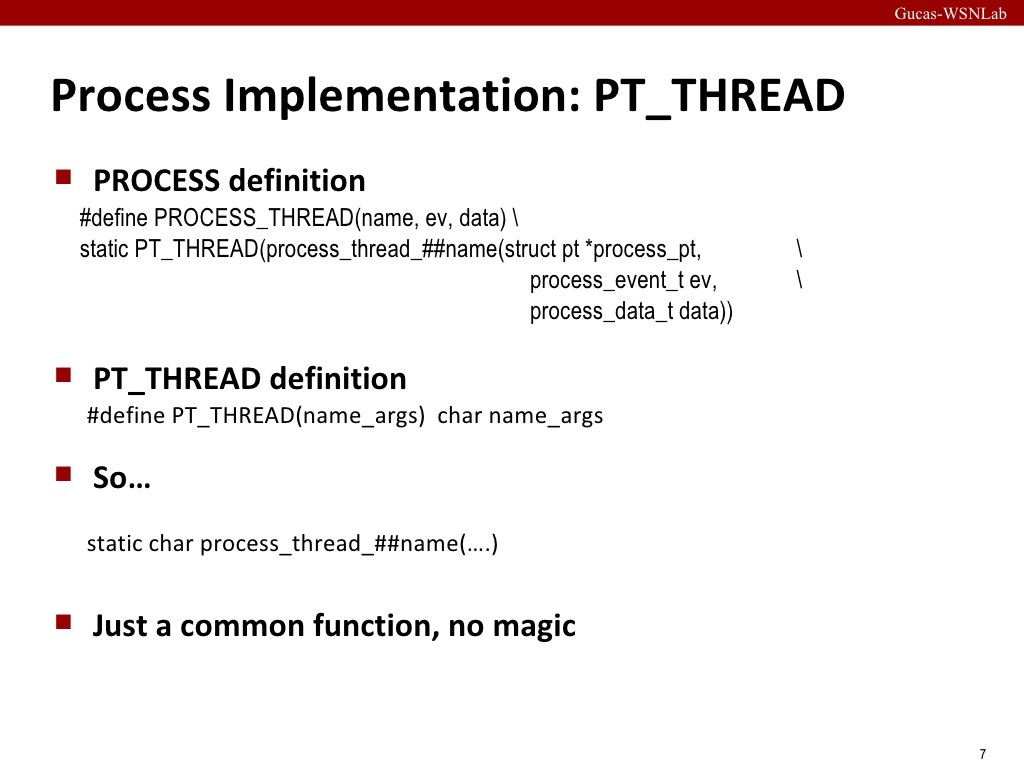 Gucas-WSNLab
Process Implementation: PT_THREAD
PROCESS definition
#define PROCESS_THREAD(name, ev, data) \
static PT_THREAD(process_thread_##name(struct pt *process_pt, \
process_event_t ev, \
process_data_t data))
PT_THREAD definition
#define PT_THREAD(name_args) char name_args
So…
static char process_thread_##name(….)
Just a common function, no magic
7